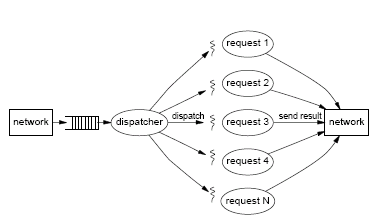 request 1
request 2
network
dispatcher
dispatch
request 3
send result
network
request 4
request N